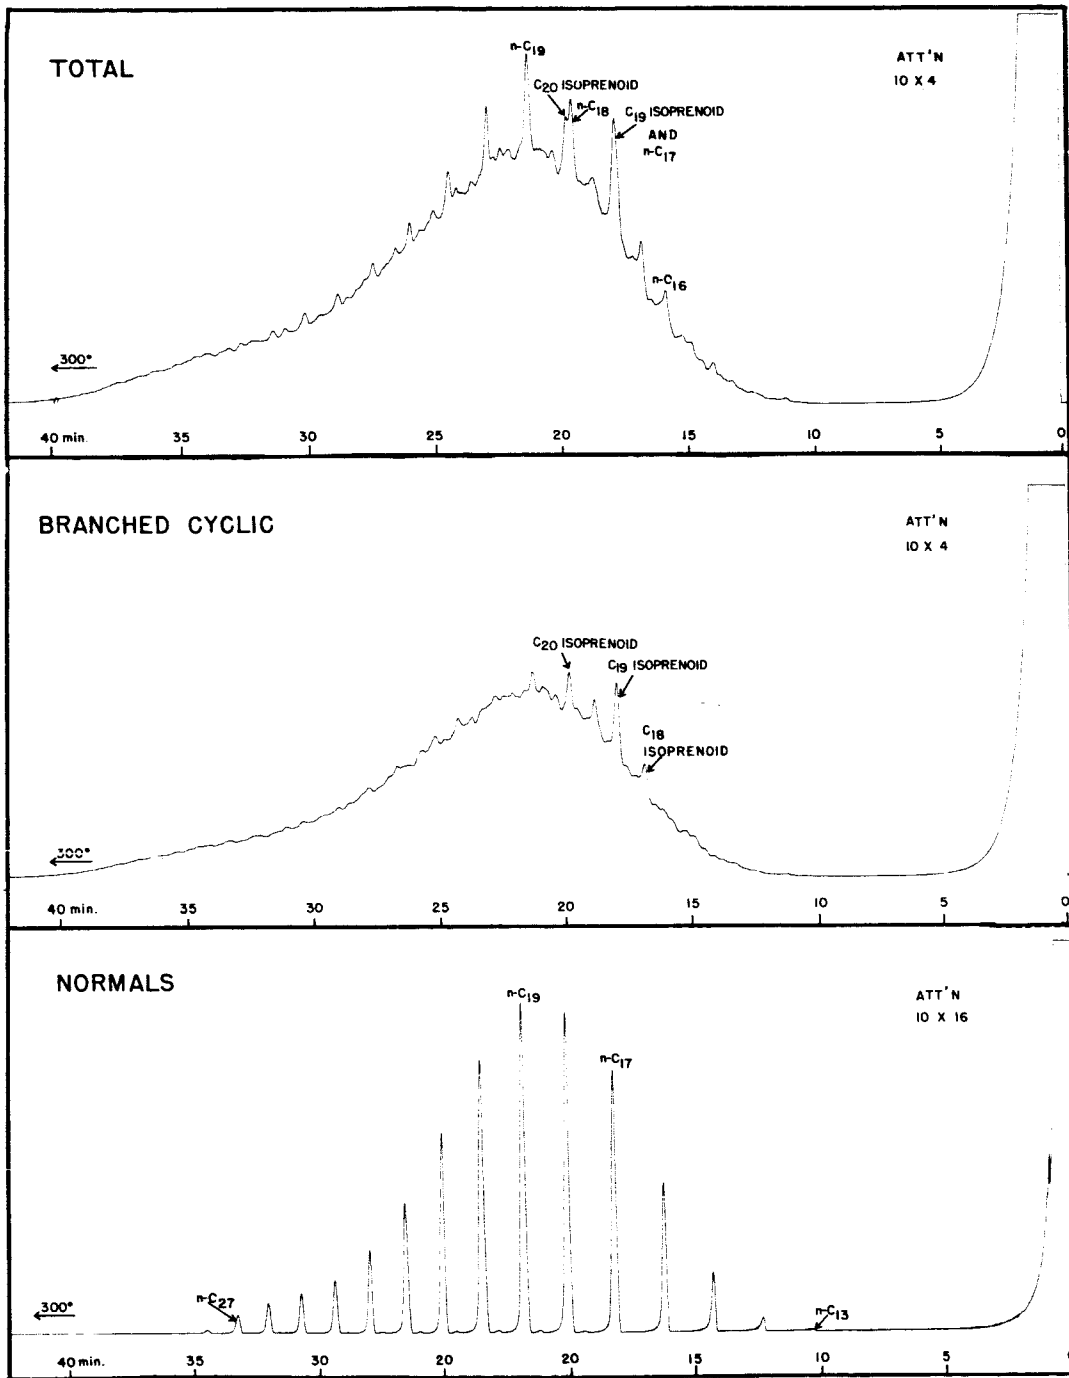 TOTAL
ATT'N
10 X 4
n-C19
C20 ISOPRENOID
n-C18
C19 ISOPRENOID
AND
n-C17
n-C16
300°
40 min. 35 30 25 20 15 10 5 0
BRANCHED CYCLIC
ATT'N
10 X 4
C20 ISOPRENOID
C19 ISOPRENOID
C18
ISOPRENOID
300°
40 min. 35 30 25 20 15 10 5 0
NORMALS
ATT'N
10 X 16
n-C19
n-C17
n-C27
n-C13
300°
40 min. 35 30 25 20 15 10 5